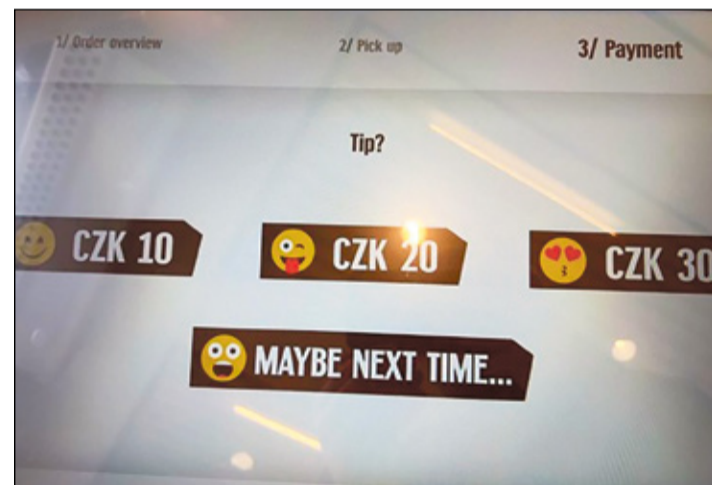 1/ Order overview
2/ Pick up
3/ Payment
Tip?
CZK 10
CZK 20
CZK 30
MAYBE NEXT TIME...